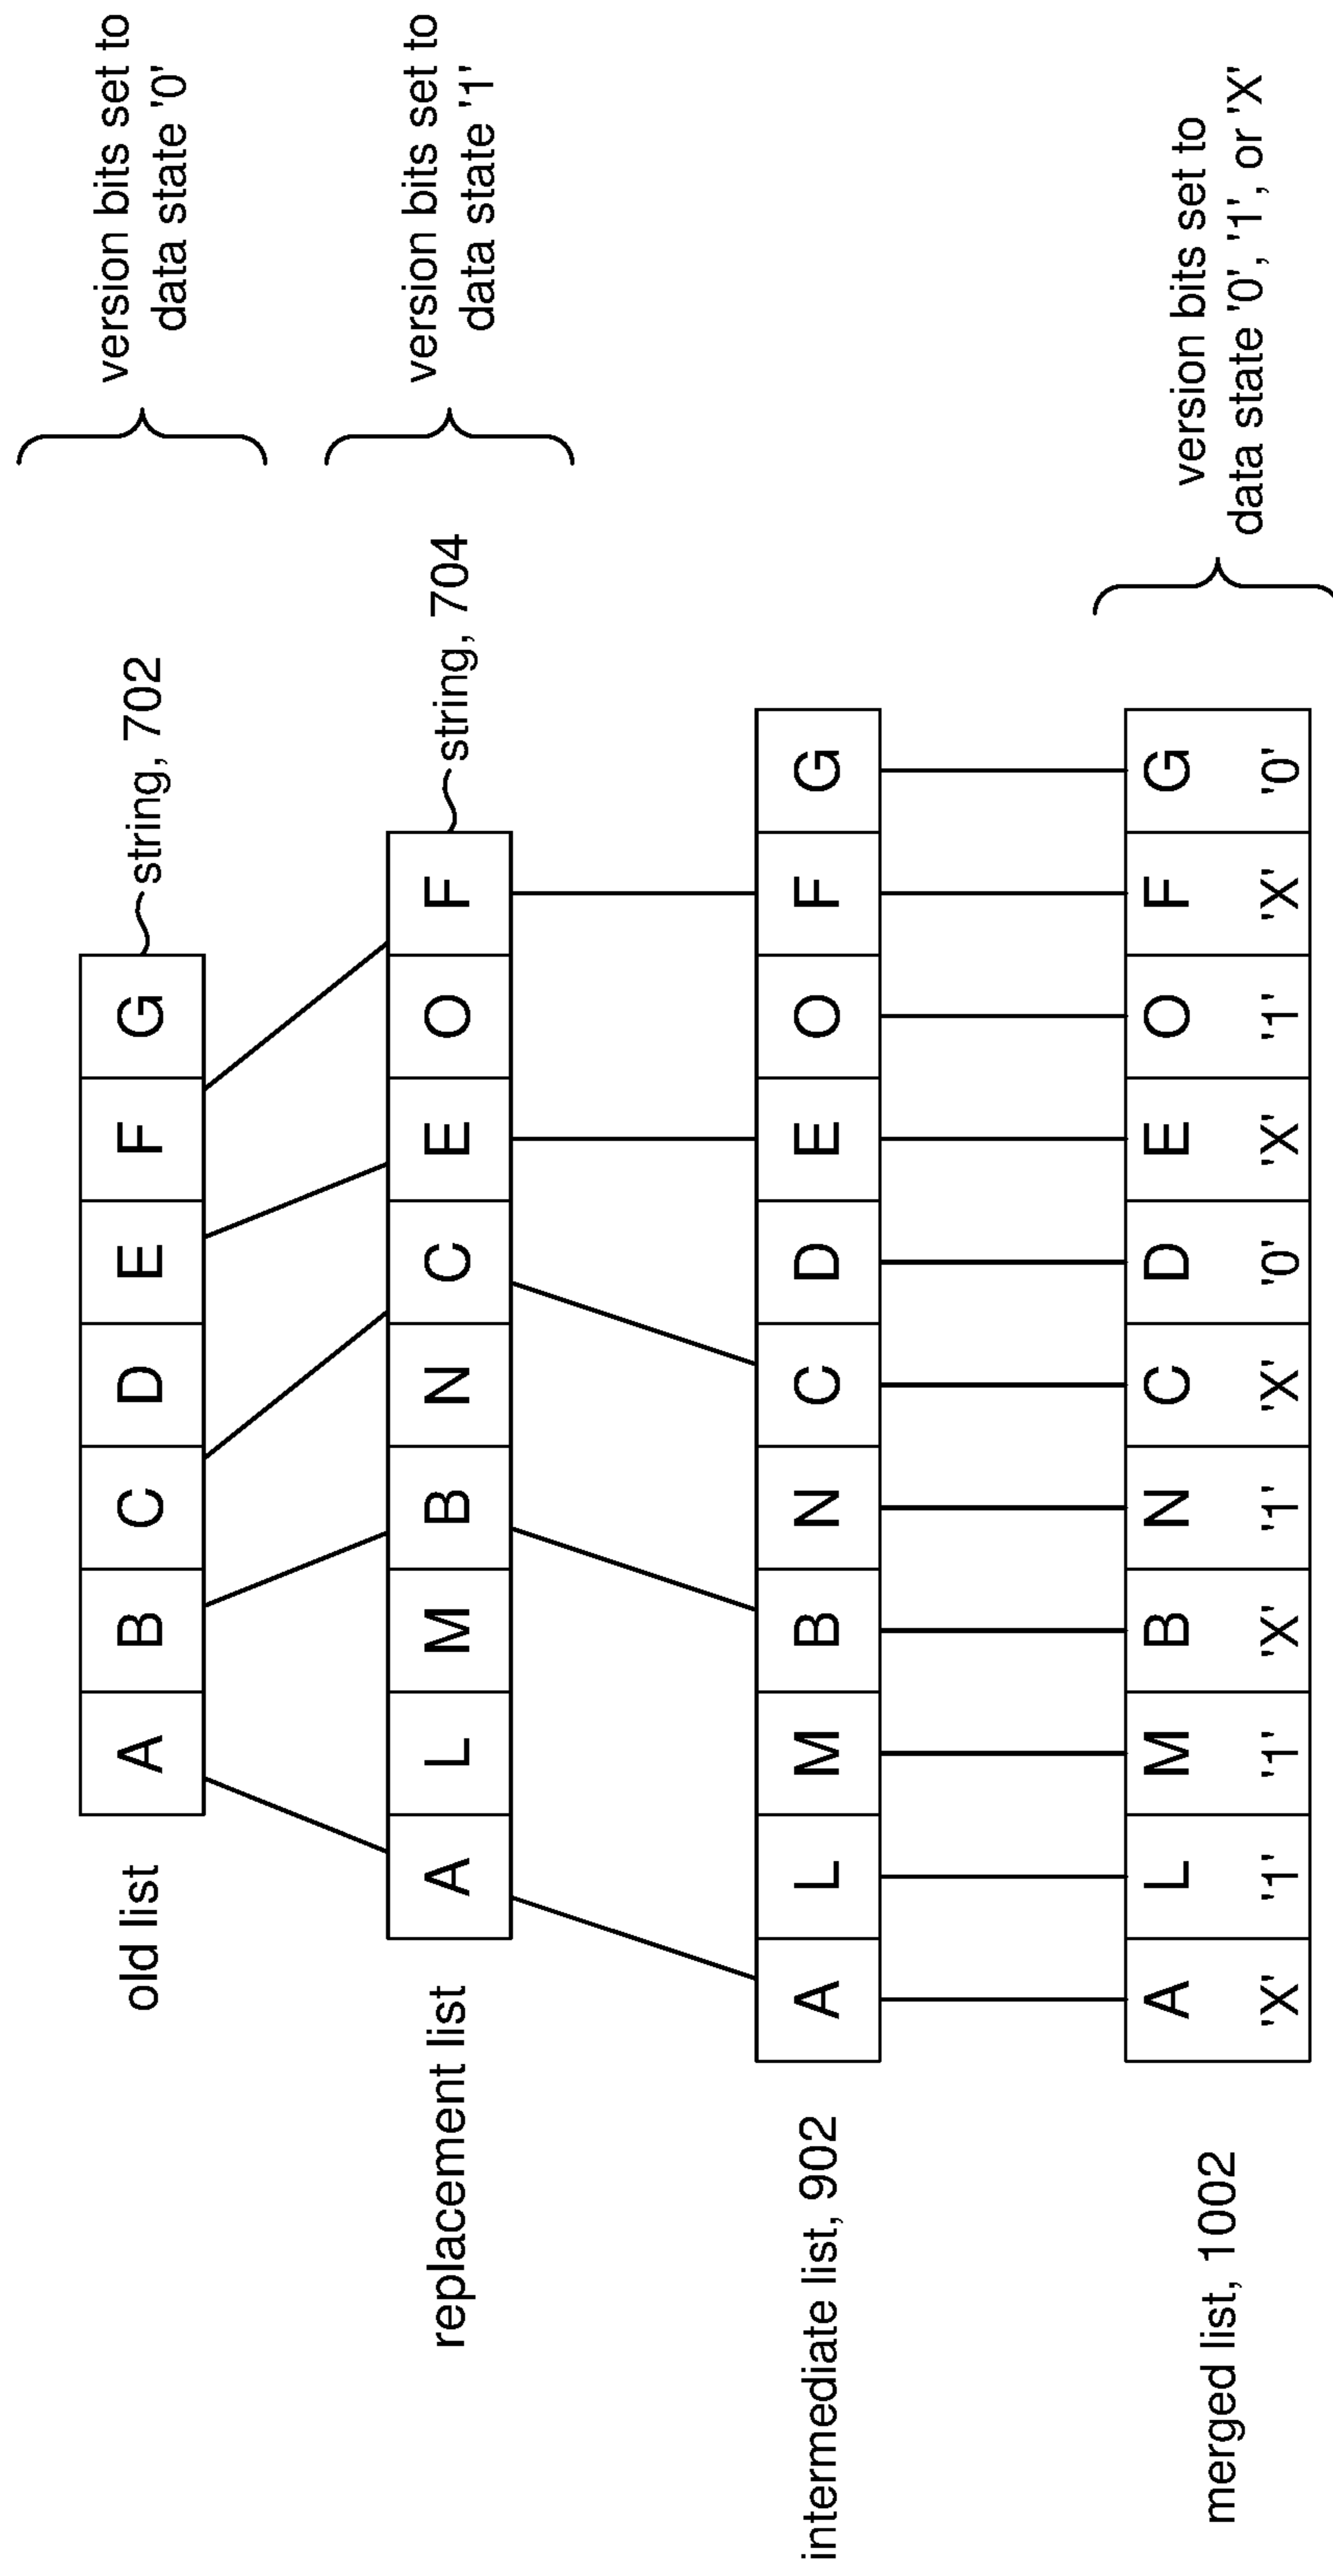 old list
A B C D E F G
string, 702
version bits set to
data state '0'
replacement list
A L M B N C E O F
string, 704
version bits set to
data state '1'
intermediate list, 902
A L M B N C D E O F G
merged list, 1002
A L M B N C D E O F G
'X' '1' '1' 'X' '1' 'X' '0' 'X' '1' 'X' '0'
version bits set to
data state '0', '1', or 'X'